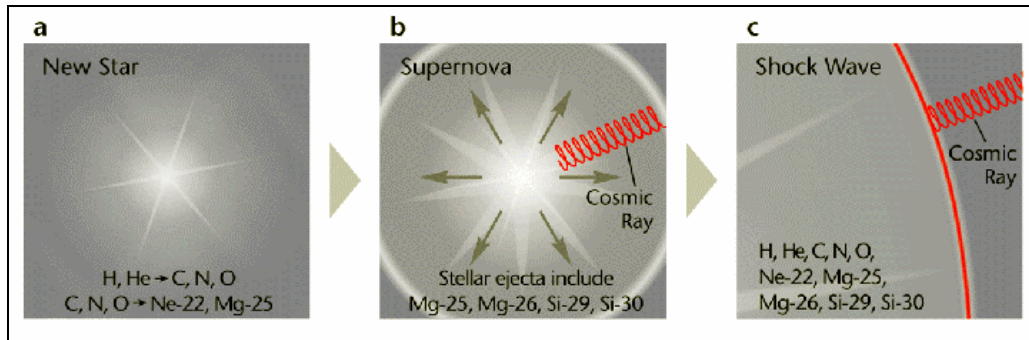 a
New Star
H, He → C, N, O
C, N, O → Ne-22, Mg-25
b
Supernova
Cosmic
Ray
Stellar ejecta include
Mg-25, Mg-26, Si-29, Si-30
c
Shock Wave
Cosmic
Ray
H, He, C, N, O,
Ne-22, Mg-25,
Mg-26, Si-29, Si-30